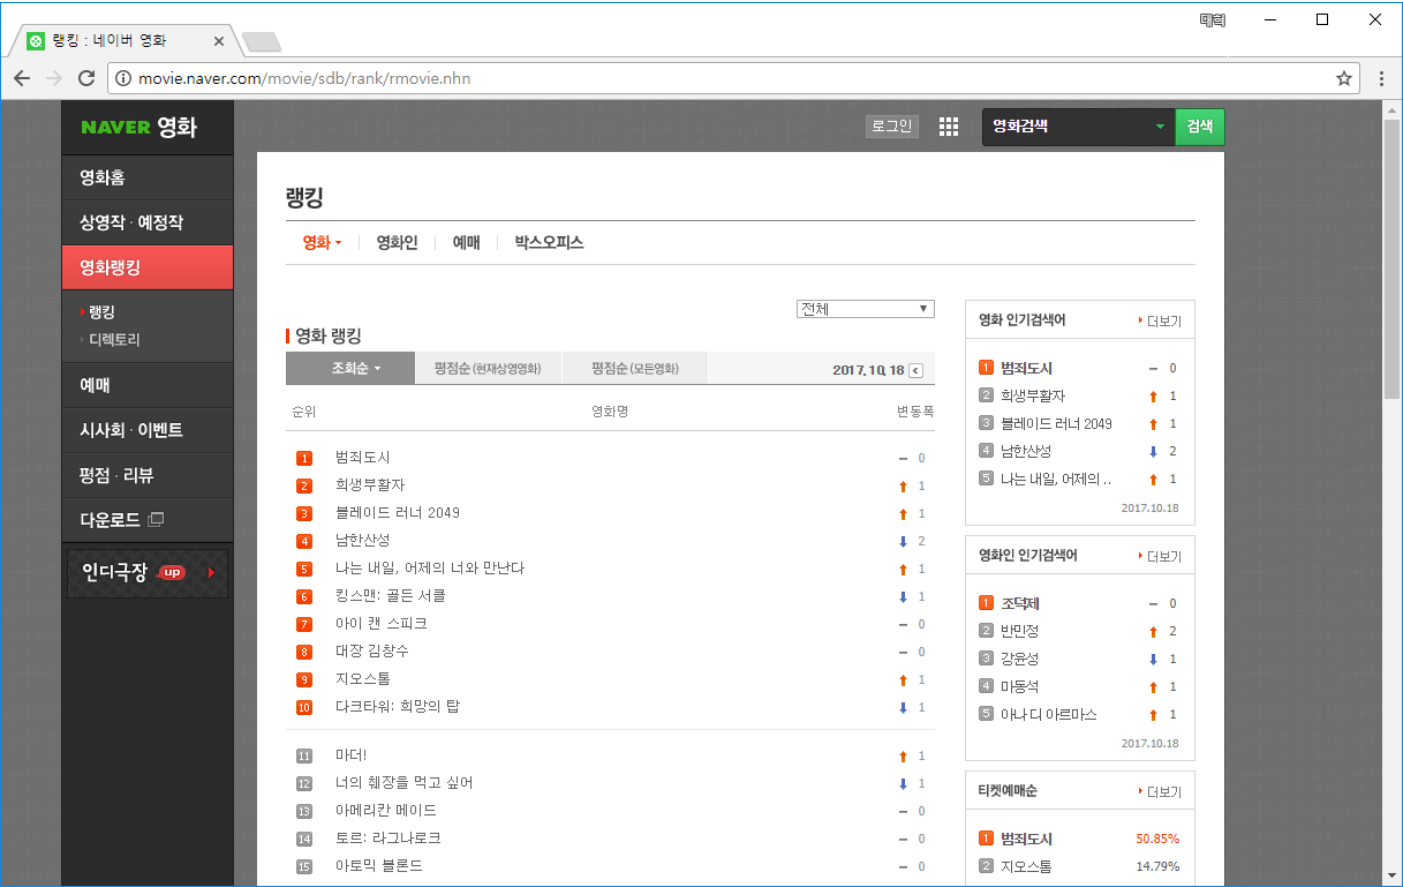 매력
랭킹 : 네이버 영화
movie.naver.com/movie/sdb/rank/rmovie.nhn
NAVER 영화
로그인
영화검색
검색
영화홈
상영작 · 예정작
영화랭킹
랭킹
디렉토리
예매
시사회 · 이벤트
평점 · 리뷰
다운로드
인디극장 up
랭킹
영화
영화인
예매
박스오피스
전체
영화 랭킹
조회순
평점순 (현재상영영화)
평점순 (모든영화)
2017.10.18
순위 영화명 변동폭
1 범죄도시 0
2 희생부활자 1
3 블레이드 러너 2049 1
4 남한산성 2
5 나는 내일, 어제의 너와 만난다 1
6 킹스맨: 골든 서클 1
7 아이 캔 스피크 0
8 대장 김창수 0
9 지오스톰 1
10 다크타워: 희망의 탑 1
11 마더! 1
12 너의 췌장을 먹고 싶어 1
13 아메리칸 메이드 0
14 토르: 라그나로크 0
15 아토믹 블론드 0
영화 인기검색어 더보기
1 범죄도시 0
2 희생부활자 1
3 블레이드 러너 2049 1
4 남한산성 2
5 나는 내일, 어제의 .. 1
2017.10.18
영화인 인기검색어 더보기
1 조덕제 0
2 반민정 2
3 강윤성 1
4 마동석 1
5 아나 디 아르마스 1
2017.10.18
티켓예매순 더보기
1 범죄도시 50.85%
2 지오스톰 14.79%